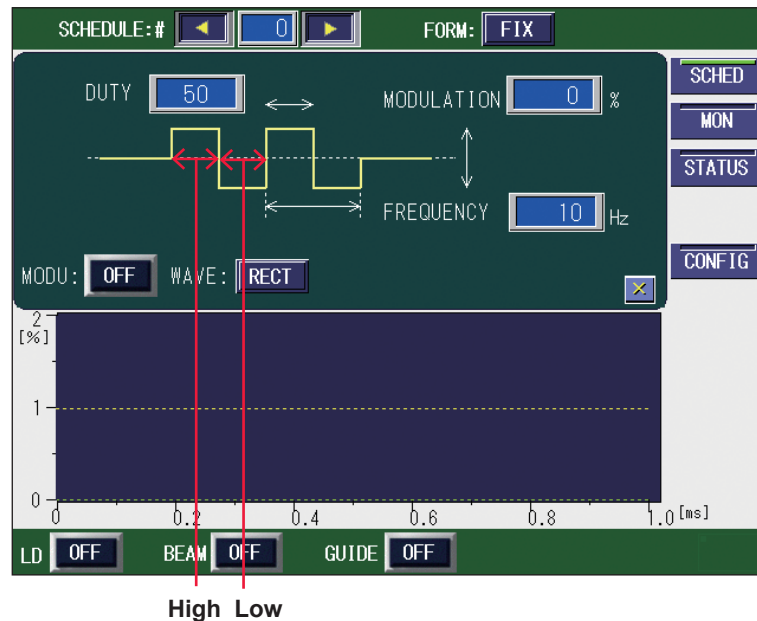 SCHEDULE:# ◀ 0 ▶ FORM: FIX
SCHED
DUTY 50 MODULATION 0 %
MON
STATUS
FREQUENCY 10 Hz
CONFIG
MODU: OFF WAVE: RECT ×
2
[%]
1
0
0 0.2 0.4 0.6 0.8 1.0 [ms]
LD OFF BEAM OFF GUIDE OFF
High Low